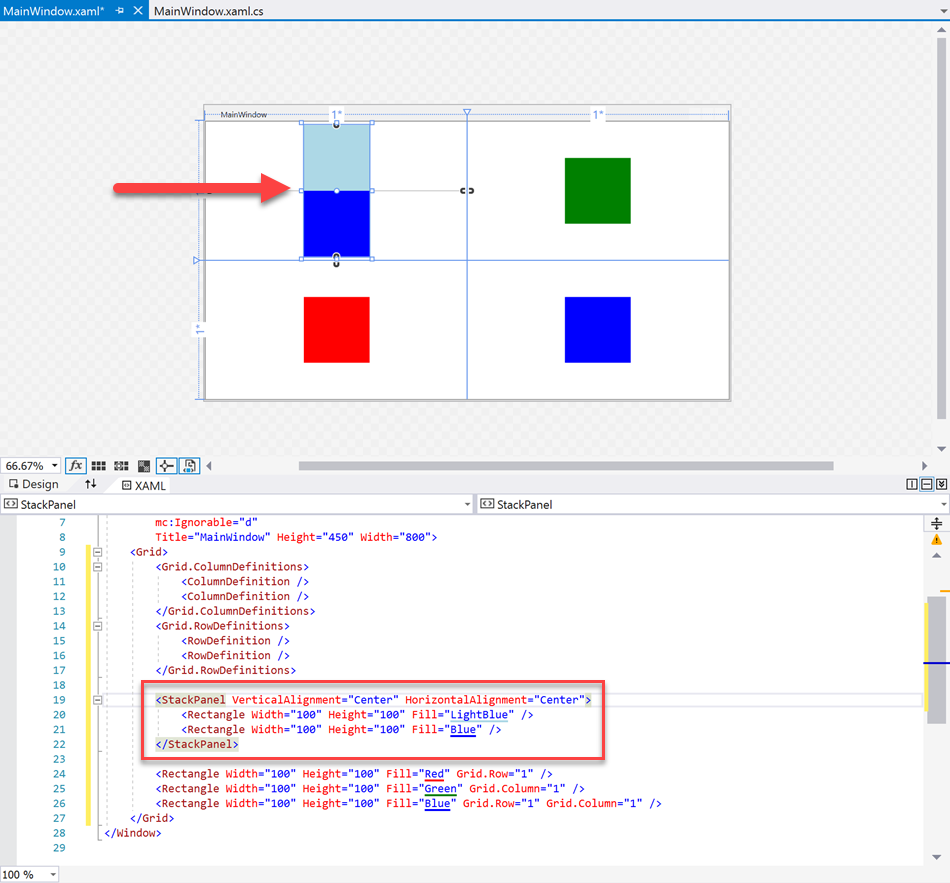 MainWindow.xaml* MainWindow.xaml.cs
MainWindow 1* 1*
1*
66.67% fx
Design XAML
StackPanel StackPanel
7 mc:Ignorable="d"
8 Title="MainWindow" Height="450" Width="800">
9 <Grid>
10 <Grid.ColumnDefinitions>
11 <ColumnDefinition />
12 <ColumnDefinition />
13 </Grid.ColumnDefinitions>
14 <Grid.RowDefinitions>
15 <RowDefinition />
16 <RowDefinition />
17 </Grid.RowDefinitions>
18
19 <StackPanel VerticalAlignment="Center" HorizontalAlignment="Center">
20 <Rectangle Width="100" Height="100" Fill="LightBlue" />
21 <Rectangle Width="100" Height="100" Fill="Blue" />
22 </StackPanel>
23
24 <Rectangle Width="100" Height="100" Fill="Red" Grid.Row="1" />
25 <Rectangle Width="100" Height="100" Fill="Green" Grid.Column="1" />
26 <Rectangle Width="100" Height="100" Fill="Blue" Grid.Row="1" Grid.Column="1" />
27 </Grid>
28 </Window>
29
100 %